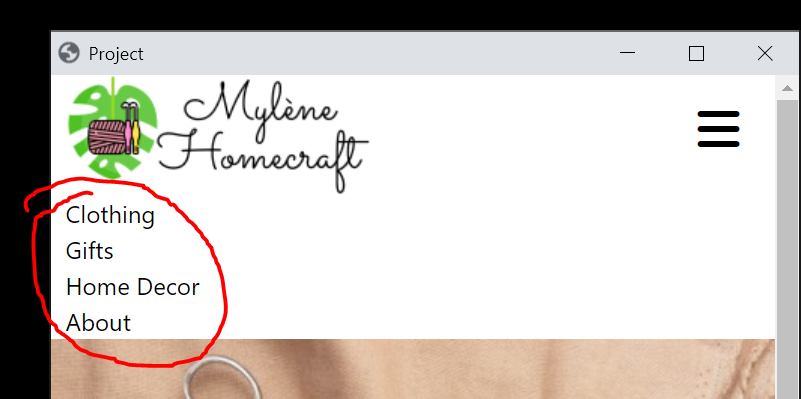 Project
Mylène
Homecraft
Clothing
Gifts
Home Decor
About